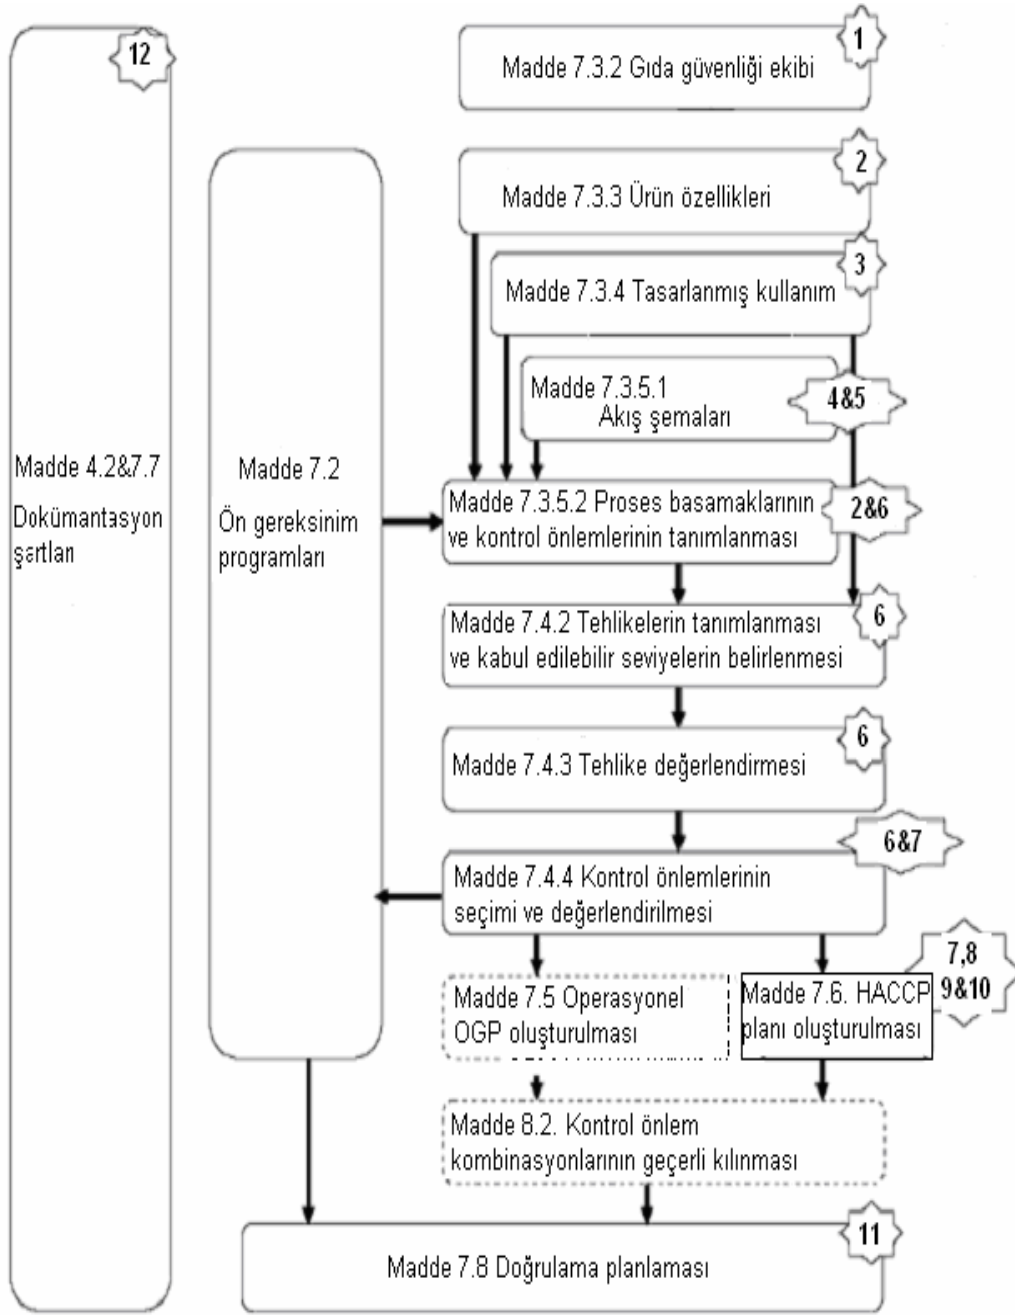 12
Madde 4.2&7.7
Dokümantasyon
şartları
Madde 7.2
Ön gereksinim
programları
1
Madde 7.3.2 Gıda güvenliği ekibi
2
Madde 7.3.3 Ürün özellikleri
3
Madde 7.3.4 Tasarlanmış kullanım
Madde 7.3.5.1
Akış şemaları
4&5
Madde 7.3.5.2 Proses basamaklarının
ve kontrol önlemlerinin tanımlanması
2&6
Madde 7.4.2 Tehlikelerin tanımlanması
ve kabul edilebilir seviyelerin belirlenmesi
6
Madde 7.4.3 Tehlike değerlendirmesi
6
Madde 7.4.4 Kontrol önlemlerinin
seçimi ve değerlendirilmesi
6&7
Madde 7.5 Operasyonel
OGP oluşturulması
Madde 7.6. HACCP
planı oluşturulması
7,8
9&10
Madde 8.2. Kontrol önlem
kombinasyonlarının geçerli kılınması
Madde 7.8 Doğrulama planlaması
11